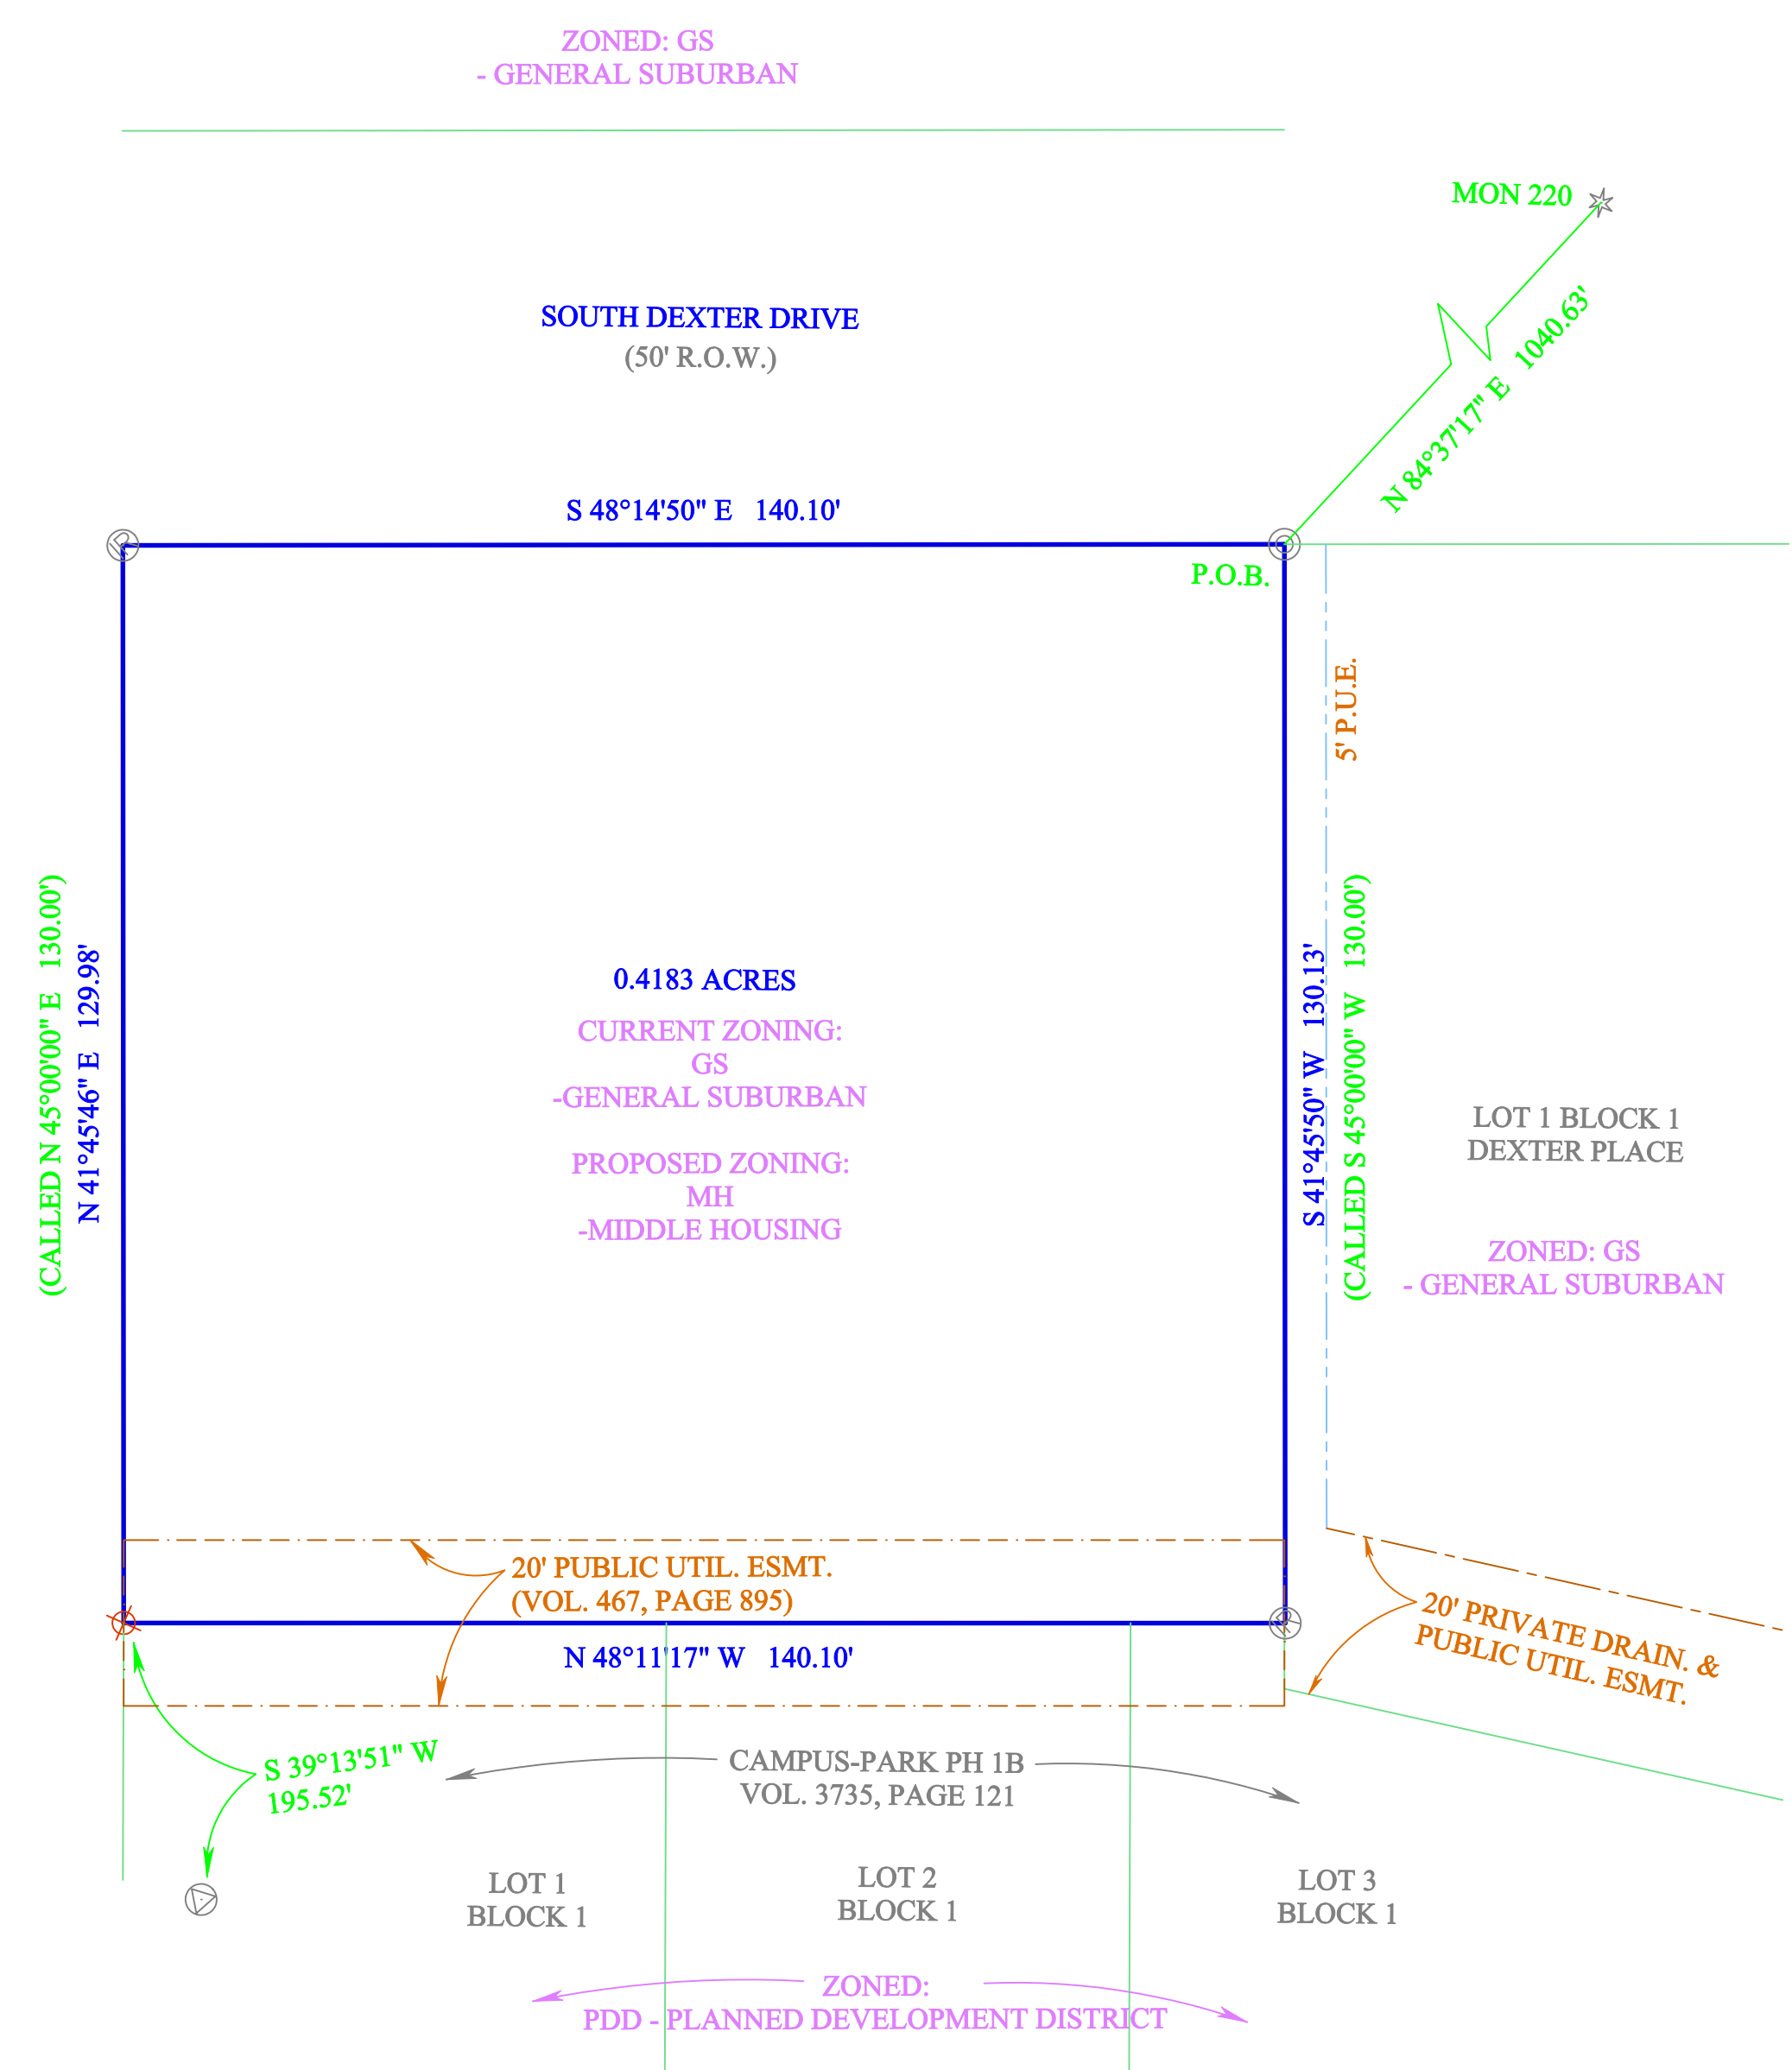 ZONED: GS
- GENERAL SUBURBAN
MON 220
N 84°37'17" E 1040.63'
SOUTH DEXTER DRIVE
(50' R.O.W.)
S 48°14'50" E 140.10'
P.O.B.
5' P.U.E.
(CALLED N 45°00'00" E 130.00')
N 41°45'46" E 129.98'
0.4183 ACRES
CURRENT ZONING:
GS
-GENERAL SUBURBAN
PROPOSED ZONING:
MH
-MIDDLE HOUSING
S 41°45'50" W 130.13'
(CALLED S 45°00'00" W 130.00')
LOT 1 BLOCK 1
DEXTER PLACE
ZONED: GS
- GENERAL SUBURBAN
20' PUBLIC UTIL. ESMT.
(VOL. 467, PAGE 895)
20' PRIVATE DRAIN. &
PUBLIC UTIL. ESMT.
N 48°11'17" W 140.10'
S 39°13'51" W
195.52'
CAMPUS-PARK PH 1B
VOL. 3735, PAGE 121
LOT 1
BLOCK 1
LOT 2
BLOCK 1
LOT 3
BLOCK 1
ZONED:
PDD - PLANNED DEVELOPMENT DISTRICT